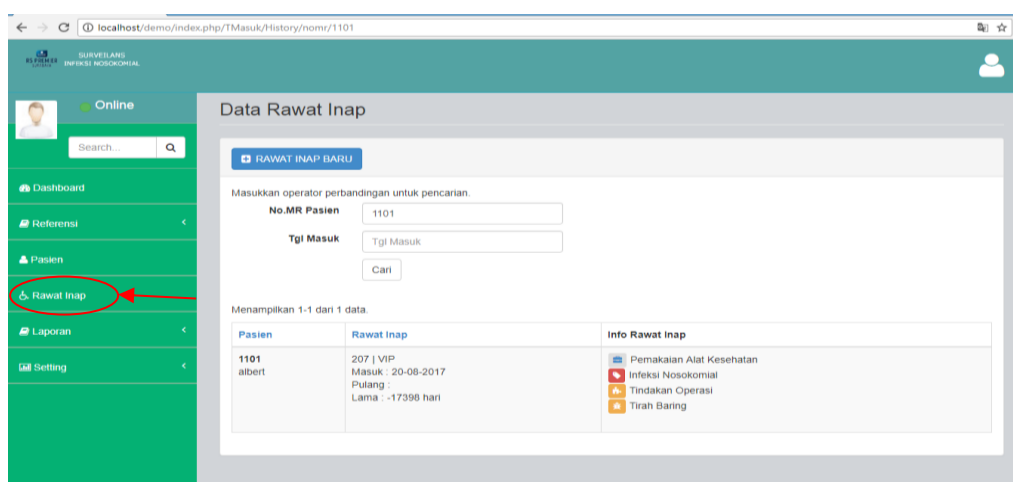 localhost/demo/index.php/TMasuk/History/nomr/1101
SURVEILANS
INFEKSI NOSOKOMIAL
Online
Search...
Dashboard
Referensi
Pasien
Rawat Inap
Laporan
Setting
Data Rawat Inap
RAWAT INAP BARU
Masukkan operator perbandingan untuk pencarian.
No.MR Pasien 1101
Tgl Masuk Tgl Masuk
Cari
Menampilkan 1-1 dari 1 data.
Pasien Rawat Inap Info Rawat Inap
1101 207 | VIP Pemakaian Alat Kesehatan
albert Masuk : 20-08-2017 Infeksi Nosokomial
Pulang : Tindakan Operasi
Lama : -17398 hari Tirah Baring